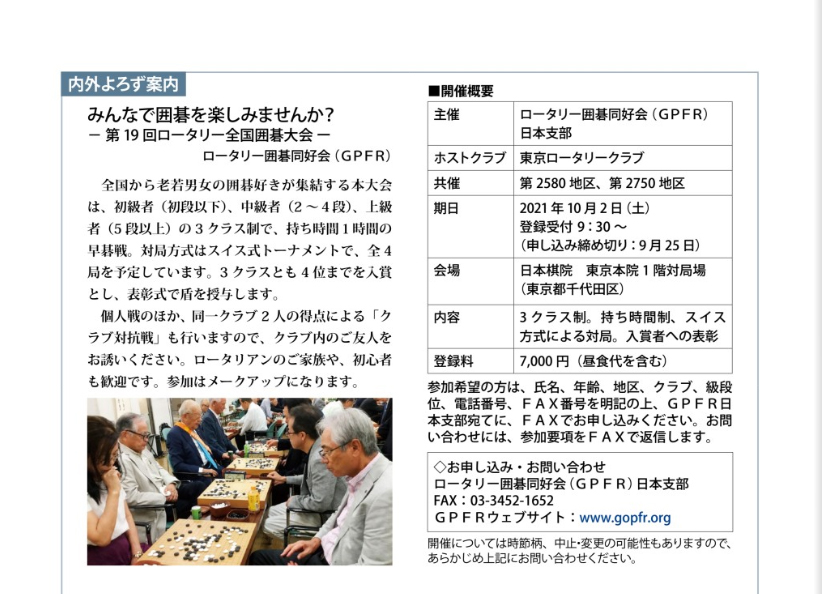 内外よろず案内
みんなで囲碁を楽しみませんか？
－ 第 19 回ロータリー全国囲碁大会 －
ロータリー囲碁同好会（ＧＰＦＲ）
全国から老若男女の囲碁好きが集結する本大会
は、初級者（初段以下）、中級者（２～４段）、上級
者（５段以上）の３クラス制で、持ち時間１時間の
早碁戦。対局方式はスイス式トーナメントで、全４
局を予定しています。３クラスとも４位までを入賞
とし、表彰式で盾を授与します。
個人戦のほか、同一クラブ２人の得点による「ク
ラブ対抗戦」も行いますので、クラブ内のご友人を
お誘いください。ロータリアンのご家族や、初心者
も歓迎です。参加はメークアップになります。
■開催概要
主催 ロータリー囲碁同好会（ＧＰＦＲ）
日本支部
ホストクラブ 東京ロータリークラブ
共催 第 2580 地区、第 2750 地区
期日 2021 年 10 月 2 日（土）
登録受付 9：30 ～
（申し込み締め切り：9 月 25 日）
会場 日本棋院　東京本院 1 階対局場
（東京都千代田区）
内容 3 クラス制。持ち時間制、スイス
方式による対局。入賞者への表彰
登録料 7,000 円（昼食代を含む）
参加希望の方は、氏名、年齢、地区、クラブ、級段
位、電話番号、ＦＡＸ番号を明記の上、ＧＰＦＲ日
本支部宛てに、ＦＡＸでお申し込みください。お問
い合わせには、参加要項をＦＡＸで返信します。
◇お申し込み・お問い合わせ
ロータリー囲碁同好会（ＧＰＦＲ）日本支部
FAX：03-3452-1652
ＧＰＦＲウェブサイト：www.gopfr.org
開催については時節柄、中止・変更の可能性もありますので、
あらかじめ上記にお問い合わせください。